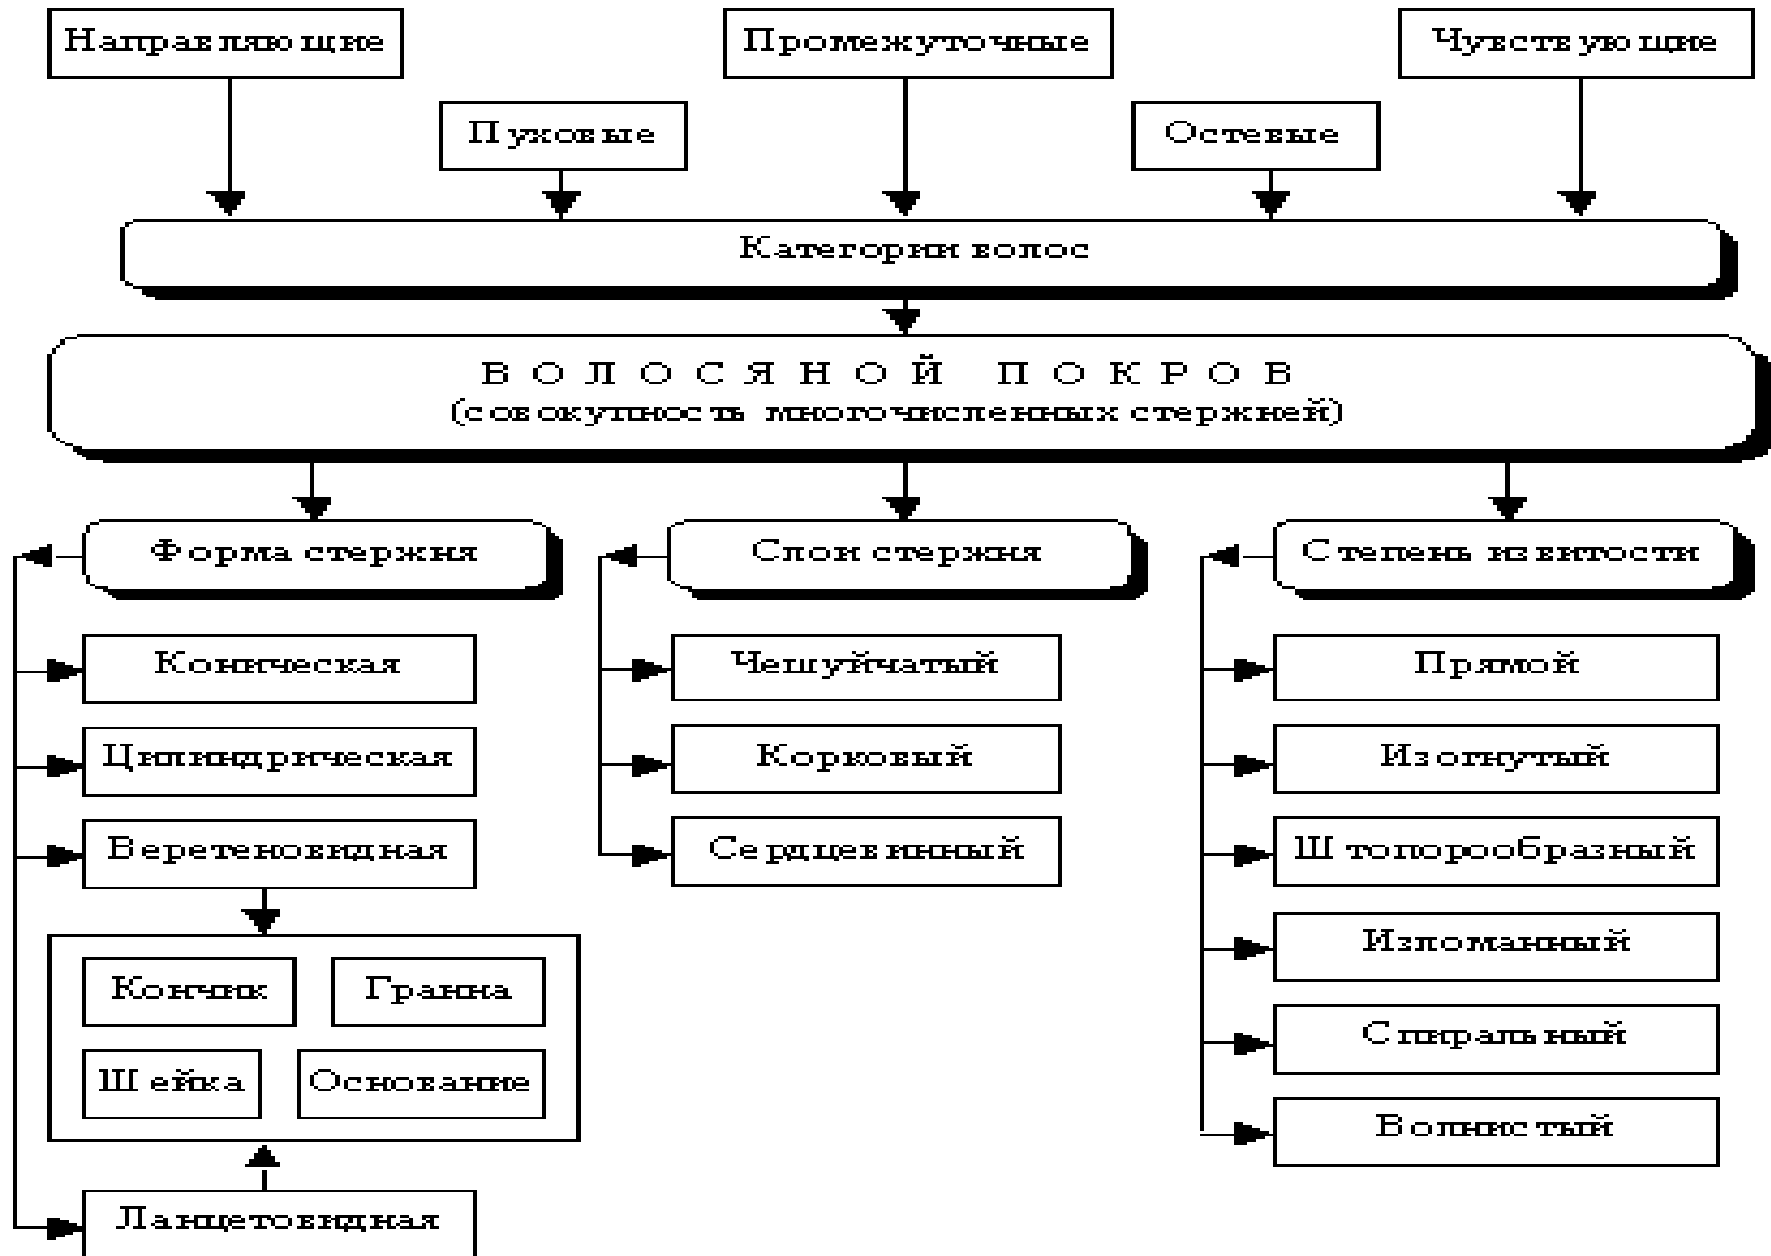 Направляющие
Промежуточные
Чувствующие
Пуховые
Остевые
Категории волос
ВОЛОСЯНОЙ ПОКРОВ
(совокупность многочисленных стержней)
Форма стержня
Слои стержня
Степень извитости
Коническая
Чешуйчатый
Прямой
Цилиндрическая
Корковый
Изогнутый
Веретеновидная
Сердцевинный
Штопорообразный
Изломанный
Кончик
Гранна
Спиральный
Шейка
Основание
Волнистый
Ланцетовидная